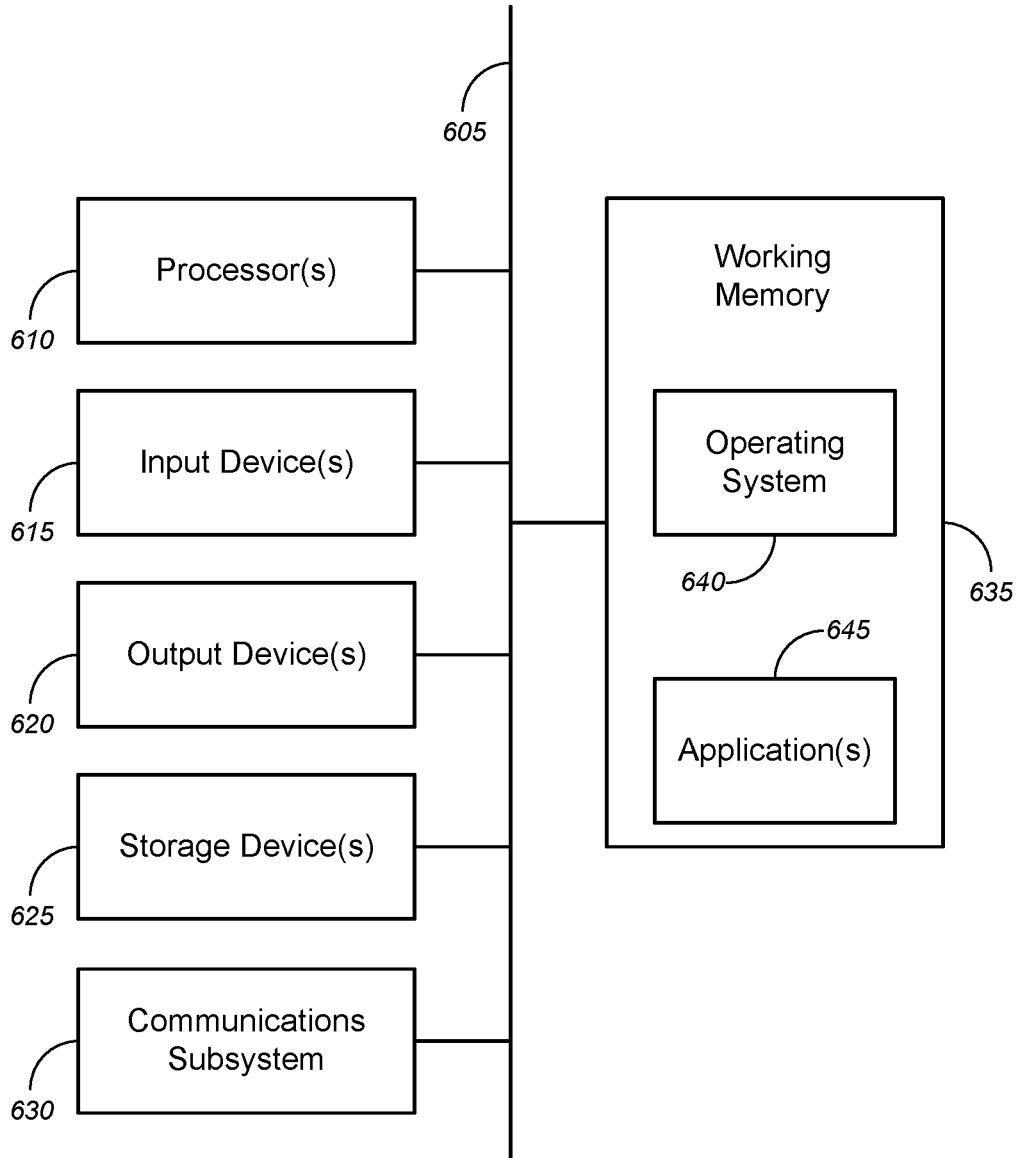 605
Processor(s)
610
Input Device(s)
615
Output Device(s)
620
Storage Device(s)
625
Communications
Subsystem
630
Working
Memory
Operating
System
640
635
645
Application(s)